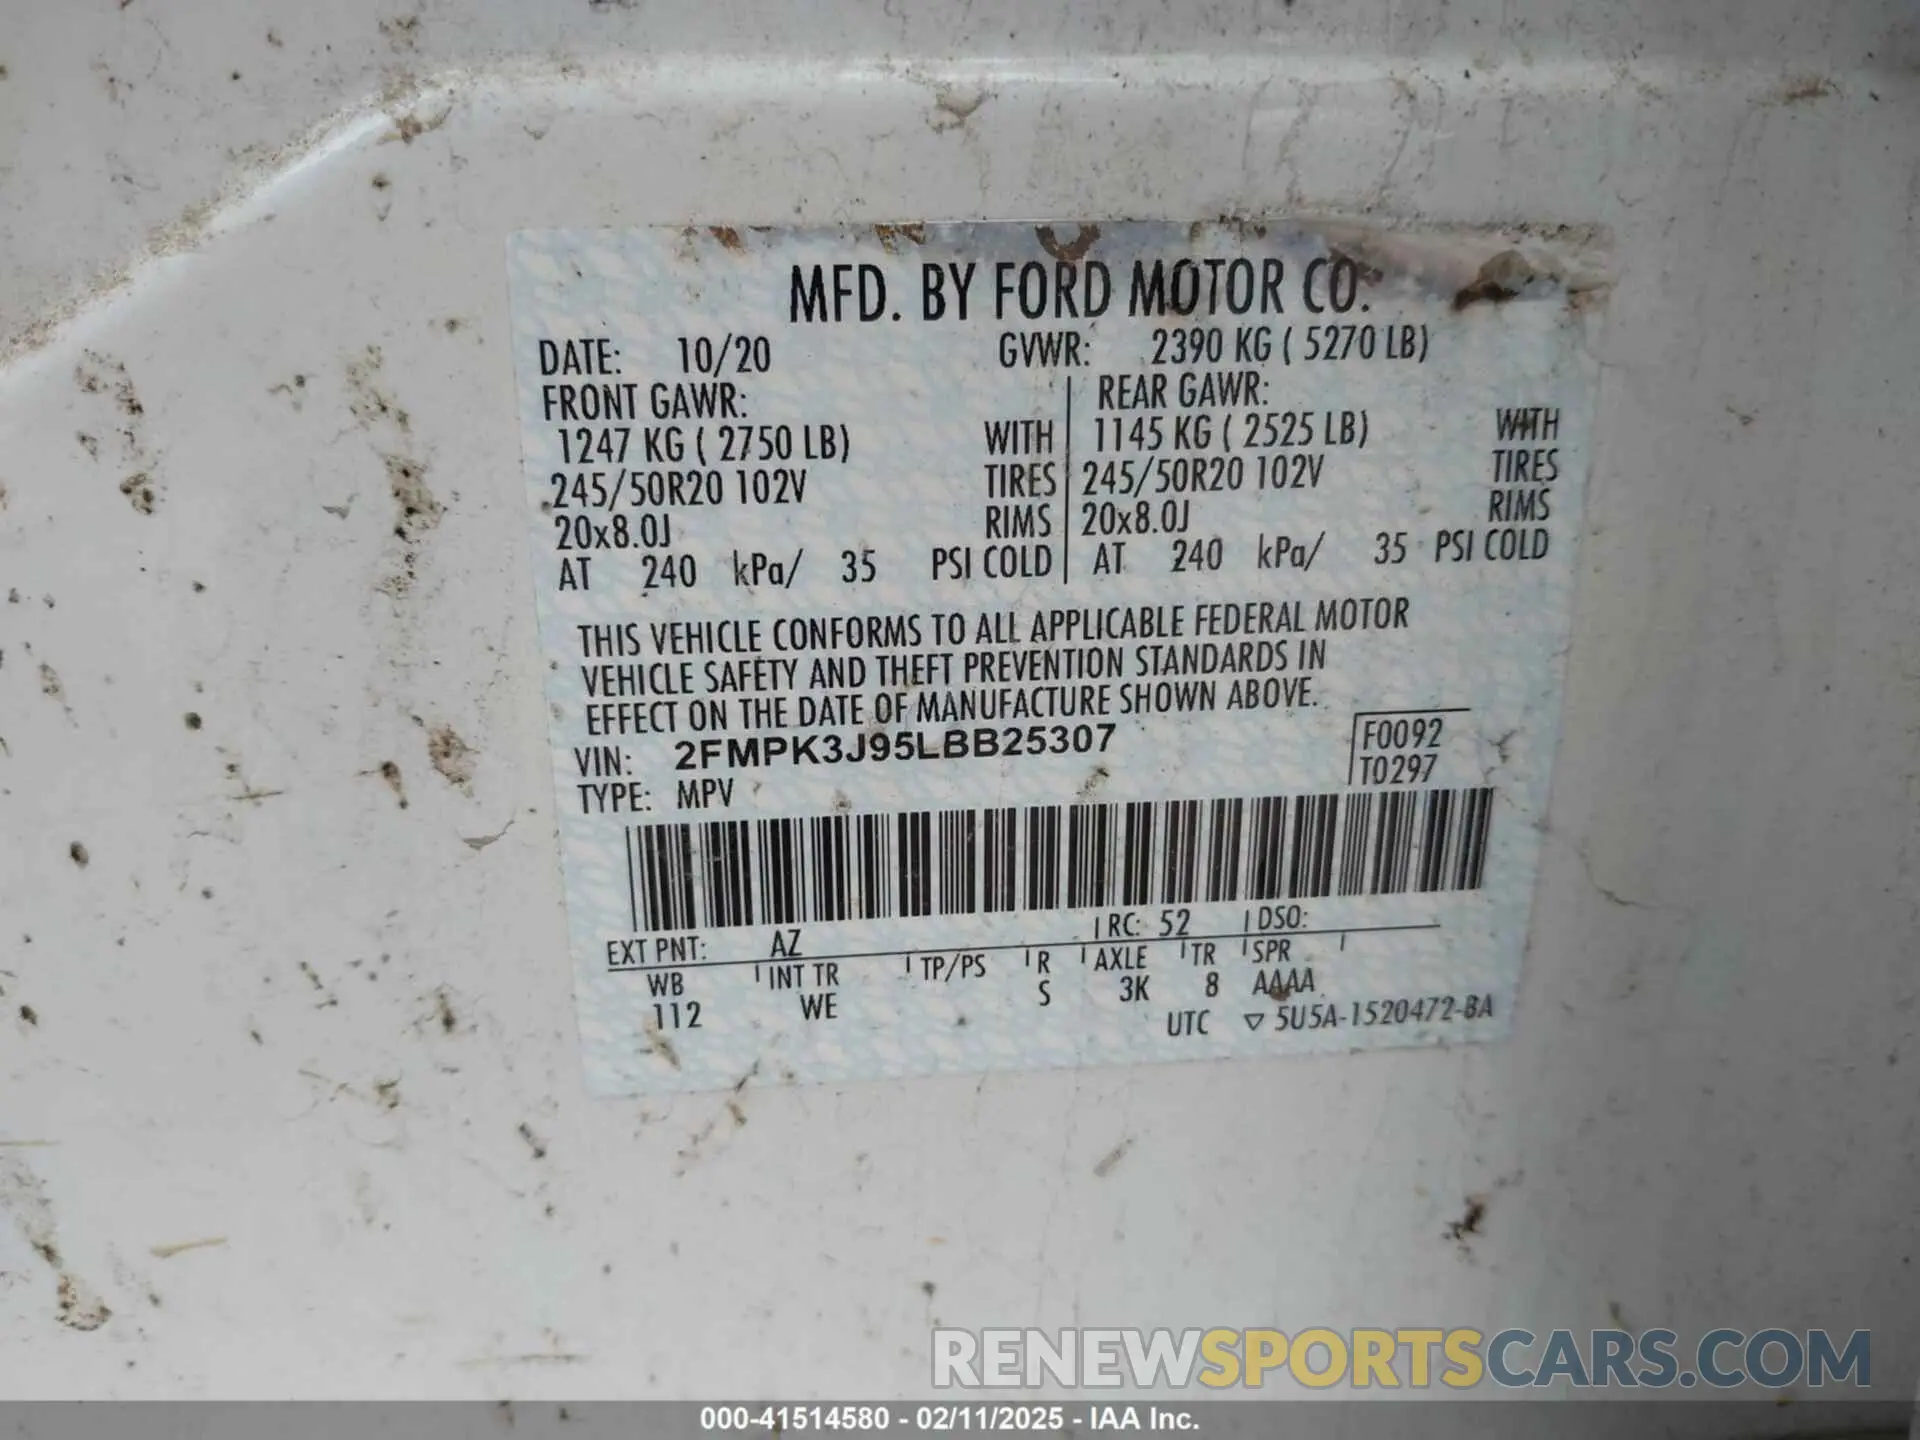 MFD. BY FORD MOTOR CO.
DATE: 10/20 GVWR: 2390 KG ( 5270 LB)
FRONT GAWR: REAR GAWR:
1247 KG ( 2750 LB) WITH 1145 KG ( 2525 LB) WITH
245/50R20 102V TIRES 245/50R20 102V TIRES
20x8.0J RIMS 20x8.0J RIMS
AT 240 kPa/ 35 PSI COLD AT 240 kPa/ 35 PSI COLD
THIS VEHICLE CONFORMS TO ALL APPLICABLE FEDERAL MOTOR
VEHICLE SAFETY AND THEFT PREVENTION STANDARDS IN
EFFECT ON THE DATE OF MANUFACTURE SHOWN ABOVE.
VIN: 2FMPK3J95LBB25307 F0092
TYPE: MPV T0297
EXT PNT: AZ RC: 52 DSO:
WB INT TR TP/PS R AXLE TR SPR
112 WE S 3K 8 AAAA
UTC ▽ 5U5A-1520472-BA
RENEWSPORTSCARS.COM
000-41514580 - 02/11/2025 - IAA Inc.